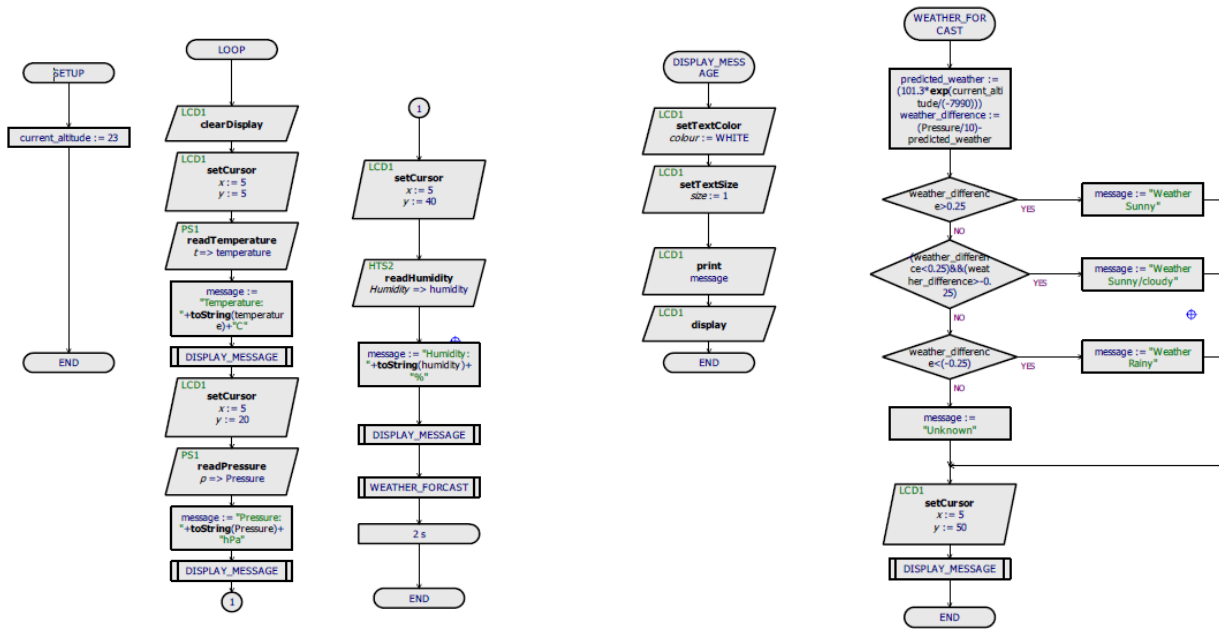 SETUP
current_altitude := 23
END
LOOP
LCD1
clearDisplay
LCD1
setCursor
x := 5
y := 5
PS1
readTemperature
t => temperature
message :=
"Temperature:
"+toString(temperatur
e)+"C"
DISPLAY_MESSAGE
LCD1
setCursor
x := 5
y := 20
PS1
readPressure
p => Pressure
message := "Pressure:
"+toString(Pressure)+
"hPa"
DISPLAY_MESSAGE
1
1
LCD1
setCursor
x := 5
y := 40
HTS2
readHumidity
Humidity => humidity
message := "Humidity:
"+toString(humidity)+
"%"
DISPLAY_MESSAGE
WEATHER_FORCAST
2 s
END
DISPLAY_MESS
AGE
LCD1
setTextColor
colour := WHITE
LCD1
setTextSize
size := 1
LCD1
print
message
LCD1
display
END
WEATHER_FOR
CAST
predicted_weather :=
(101.3*exp(current_alti
tude/(-7990)))
weather_difference :=
(Pressure/10)-
predicted_weather
weather_differenc
e>0.25
YES
message := "Weather
Sunny"
NO
(weather_differen
ce<0.25)&&(weat
her_difference>-0.
25)
YES
message := "Weather
Sunny/cloudy"
NO
weather_differenc
e<(-0.25)
YES
message := "Weather
Rainy"
NO
message :=
"Unknown"
LCD1
setCursor
x := 5
y := 50
DISPLAY_MESSAGE
END